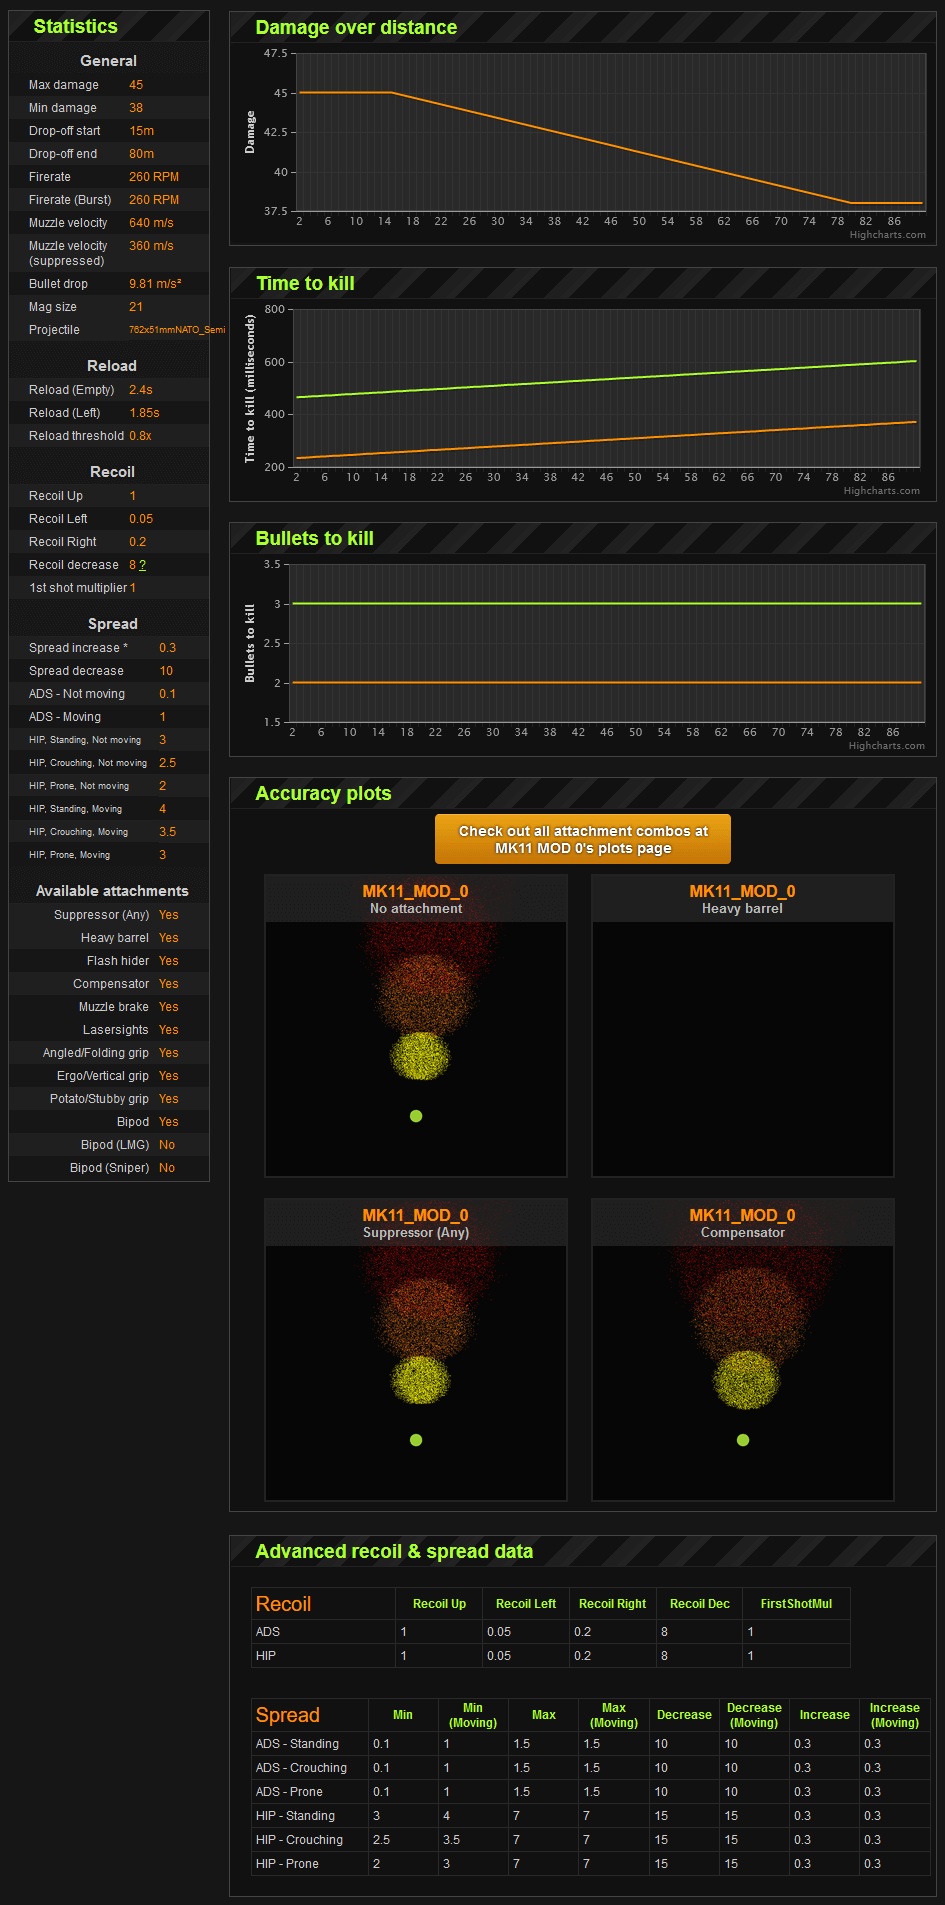 Statistics
General
Max damage 45
Min damage 38
Drop-off start 15m
Drop-off end 80m
Firerate 260 RPM
Firerate (Burst) 260 RPM
Muzzle velocity 640 m/s
Muzzle velocity 360 m/s
(suppressed)
Bullet drop 9.81 m/s²
Mag size 21
Projectile 762x51mmNATO_Semi
Reload
Reload (Empty) 2.4s
Reload (Left) 1.85s
Reload threshold 0.8x
Recoil
Recoil Up 1
Recoil Left 0.05
Recoil Right 0.2
Recoil decrease 8 ?
1st shot multiplier 1
Spread
Spread increase * 0.3
Spread decrease 10
ADS - Not moving 0.1
ADS - Moving 1
HIP, Standing, Not moving 3
HIP, Crouching, Not moving 2.5
HIP, Prone, Not moving 2
HIP, Standing, Moving 4
HIP, Crouching, Moving 3.5
HIP, Prone, Moving 3
Available attachments
Suppressor (Any) Yes
Heavy barrel Yes
Flash hider Yes
Compensator Yes
Muzzle brake Yes
Lasersights Yes
Angled/Folding grip Yes
Ergo/Vertical grip Yes
Potato/Stubby grip Yes
Bipod Yes
Bipod (LMG) No
Bipod (Sniper) No
Damage over distance
Damage
47.5
45
42.5
40
37.5
2 6 10 14 18 22 26 30 34 38 42 46 50 54 58 62 66 70 74 78 82 86
Highcharts.com
Time to kill
Time to kill (milliseconds)
800
600
400
200
2 6 10 14 18 22 26 30 34 38 42 46 50 54 58 62 66 70 74 78 82 86
Highcharts.com
Bullets to kill
Bullets to kill
3.5
3
2.5
2
1.5
2 6 10 14 18 22 26 30 34 38 42 46 50 54 58 62 66 70 74 78 82 86
Highcharts.com
Accuracy plots
Check out all attachment combos at
MK11 MOD 0's plots page
MK11_MOD_0
No attachment
MK11_MOD_0
Heavy barrel
MK11_MOD_0
Suppressor (Any)
MK11_MOD_0
Compensator
Advanced recoil & spread data
Recoil Recoil Up Recoil Left Recoil Right Recoil Dec FirstShotMul
ADS 1 0.05 0.2 8 1
HIP 1 0.05 0.2 8 1
Spread Min Min (Moving) Max Max (Moving) Decrease Decrease (Moving) Increase Increase (Moving)
ADS - Standing 0.1 1 1.5 1.5 10 10 0.3 0.3
ADS - Crouching 0.1 1 1.5 1.5 10 10 0.3 0.3
ADS - Prone 0.1 1 1.5 1.5 10 10 0.3 0.3
HIP - Standing 3 4 7 7 15 15 0.3 0.3
HIP - Crouching 2.5 3.5 7 7 15 15 0.3 0.3
HIP - Prone 2 3 7 7 15 15 0.3 0.3